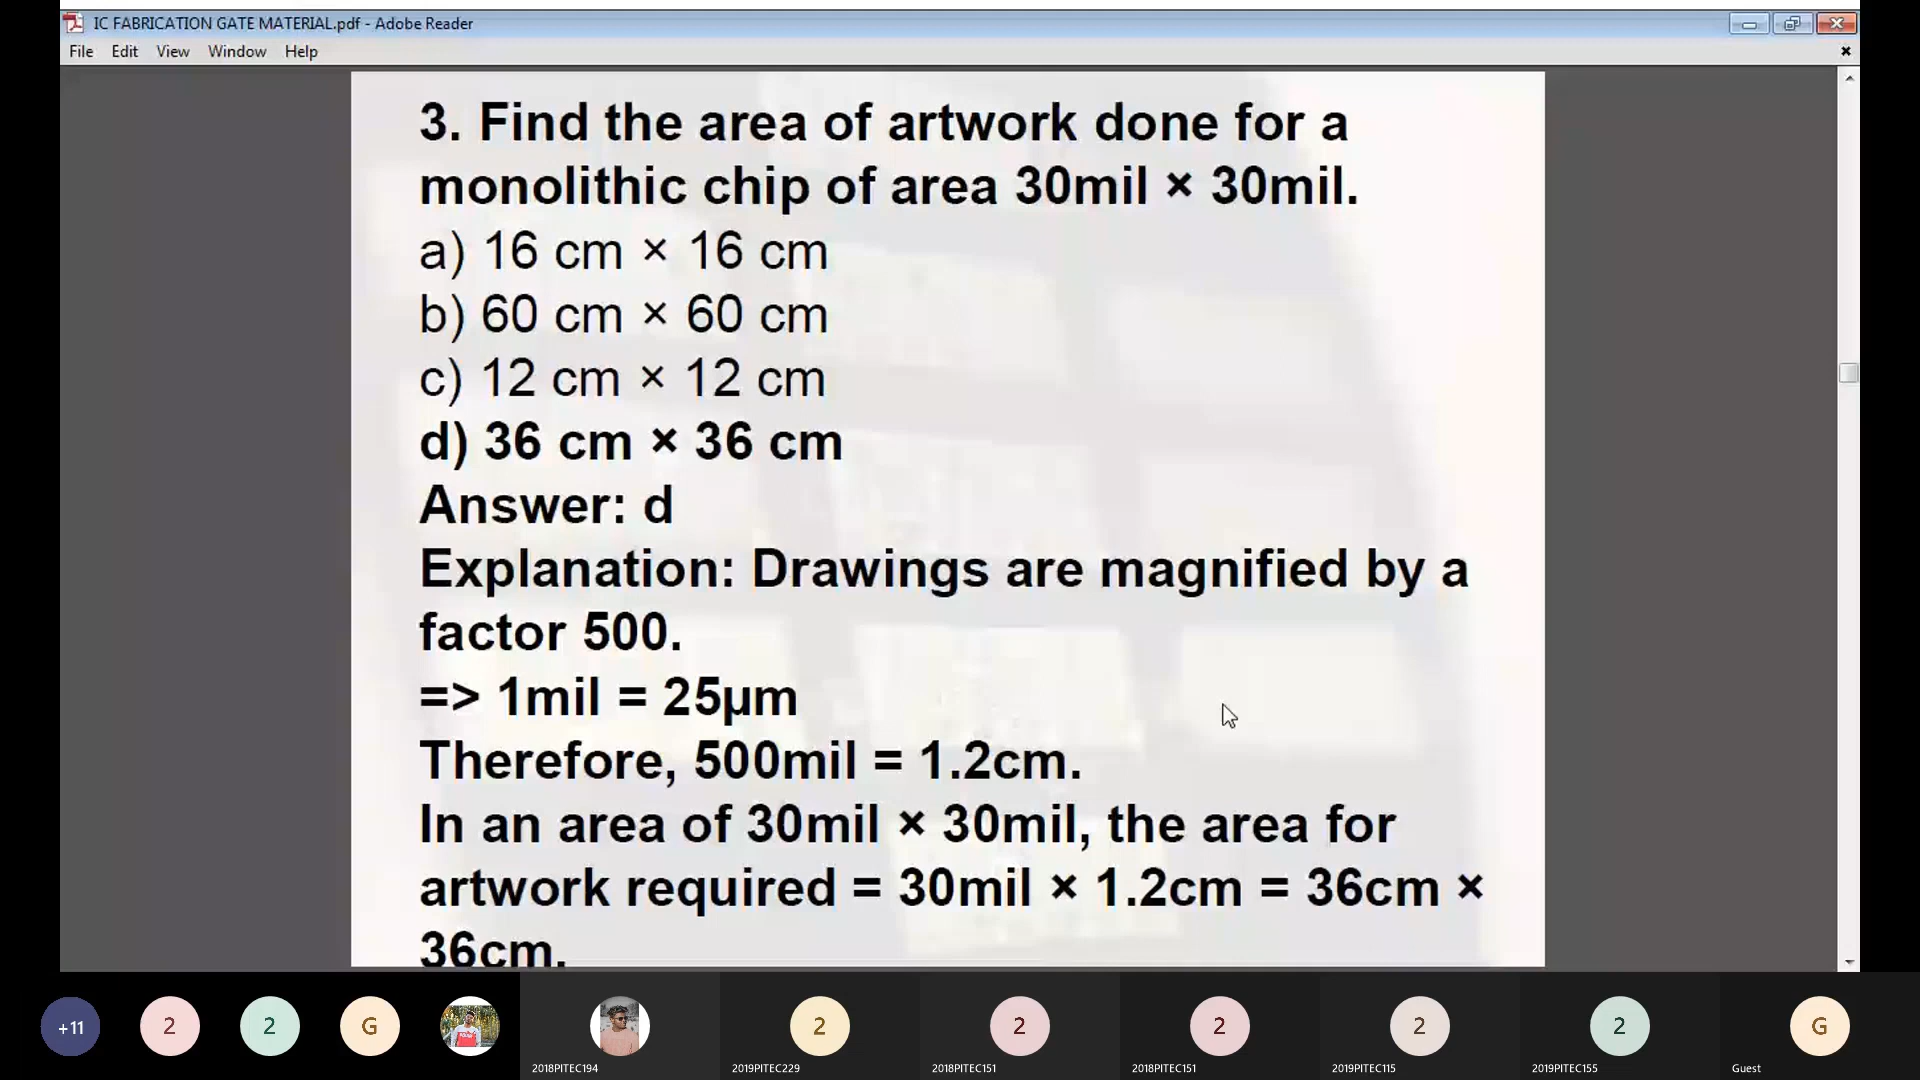 IC FABRICATION GATE MATERIAL.pdf - Adobe Reader
File Edit View Window Help
3. Find the area of artwork done for a
monolithic chip of area 30mil × 30mil.
a) 16 cm × 16 cm
b) 60 cm × 60 cm
c) 12 cm × 12 cm
d) 36 cm × 36 cm
Answer: d
Explanation: Drawings are magnified by a
factor 500.
=> 1mil = 25μm
Therefore, 500mil = 1.2cm.
In an area of 30mil × 30mil, the area for
artwork required = 30mil × 1.2cm = 36cm ×
36cm.
+11 2 2 G 2 2 2 2 2 G
2018PITEC194 2019PITEC229 2018PITEC151 2018PITEC151 2019PITEC115 2019PITEC155 Guest